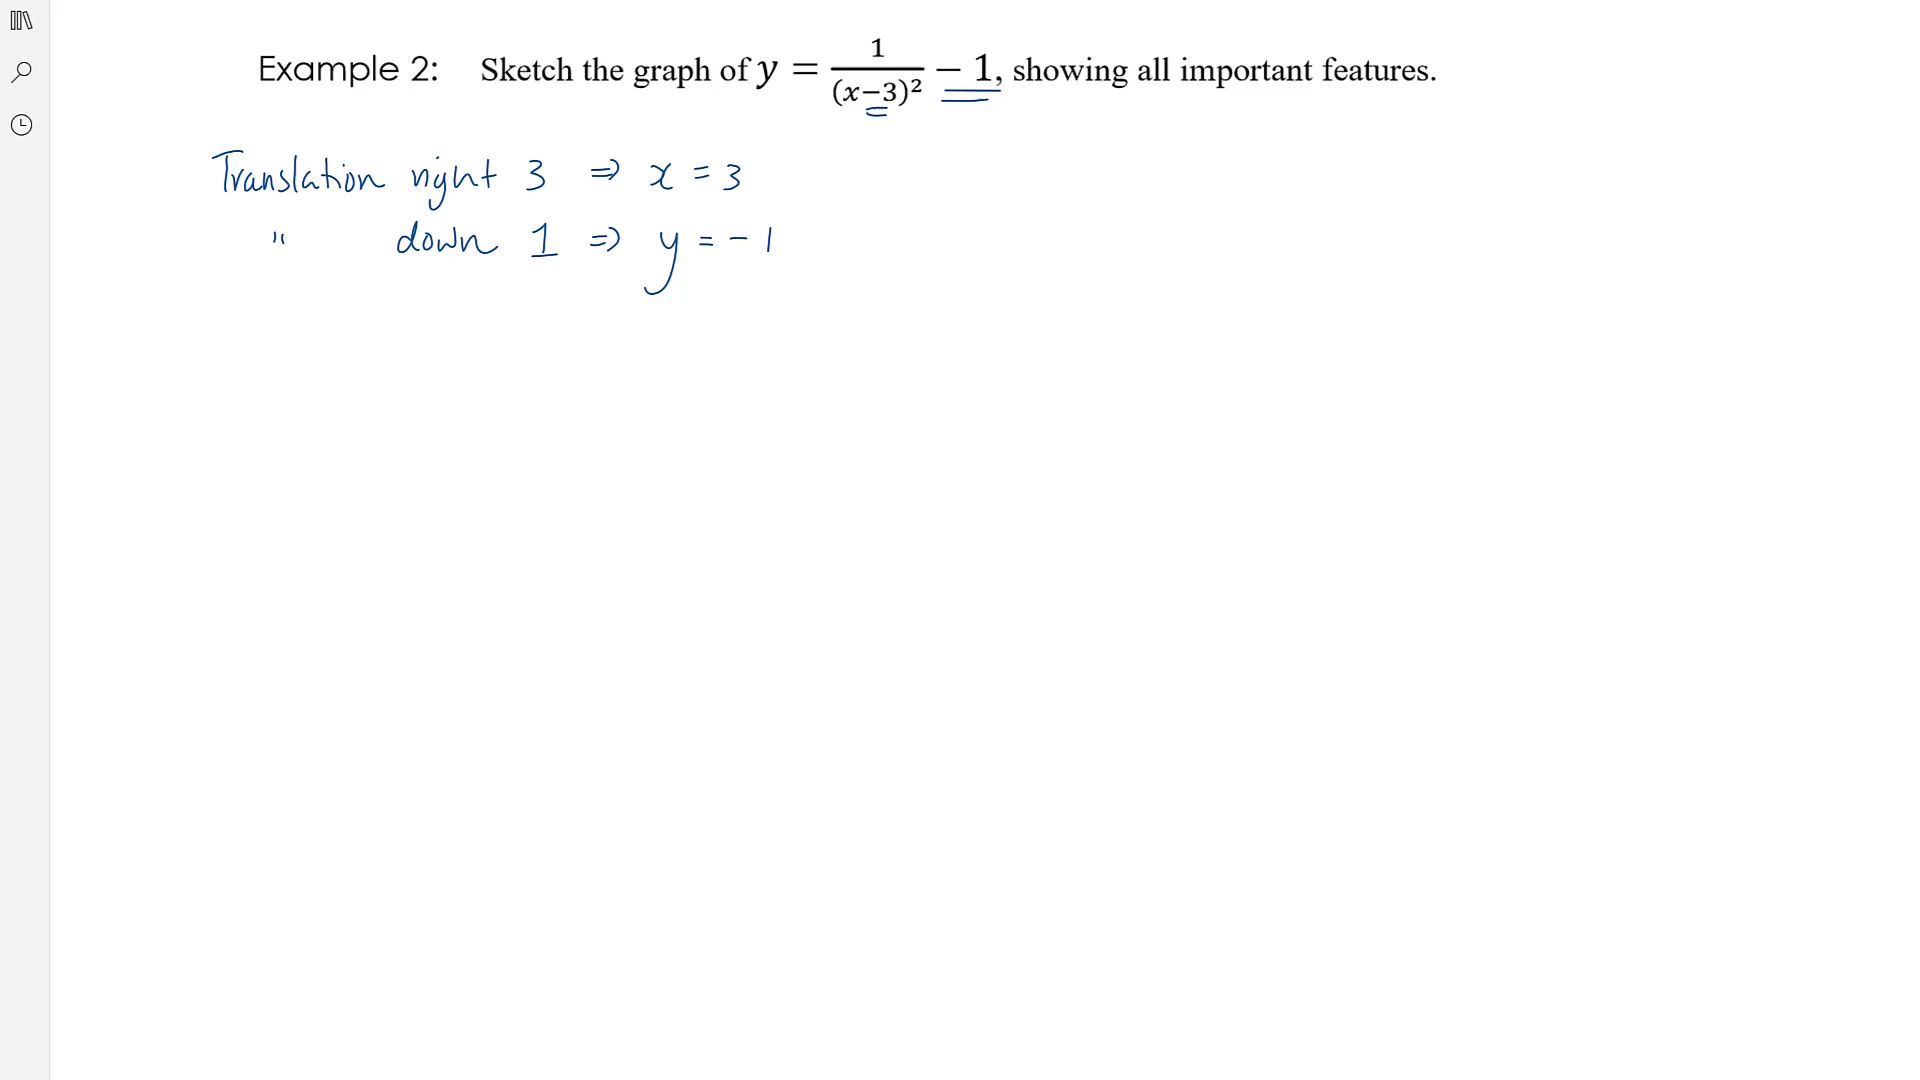 Example 2: Sketch the graph of y = 1/(x−3)² − 1, showing all important features.
Translation right 3 ⇒ x = 3
" down 1 ⇒ y = −1